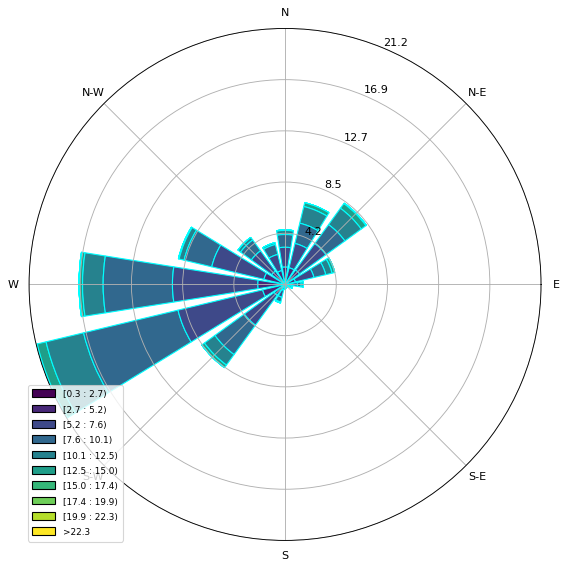 N
21.2
N-W
N-E
16.9
12.7
8.5
4.2
W
E
[0.3 : 2.7)
[2.7 : 5.2)
[5.2 : 7.6)
[7.6 : 10.1)
[10.1 : 12.5)
[12.5 : 15.0)
[15.0 : 17.4)
[17.4 : 19.9)
[19.9 : 22.3)
>22.3
S-W
S-E
S